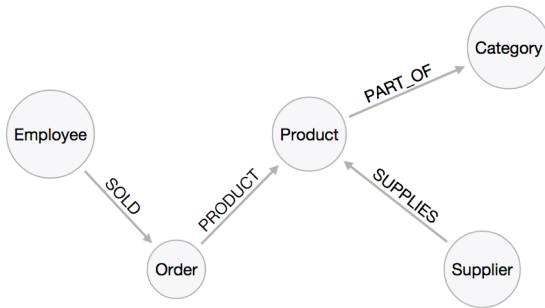 Category
PART_OF
Employee
Product
SOLD
PRODUCT
SUPPLIES
Order
Supplier